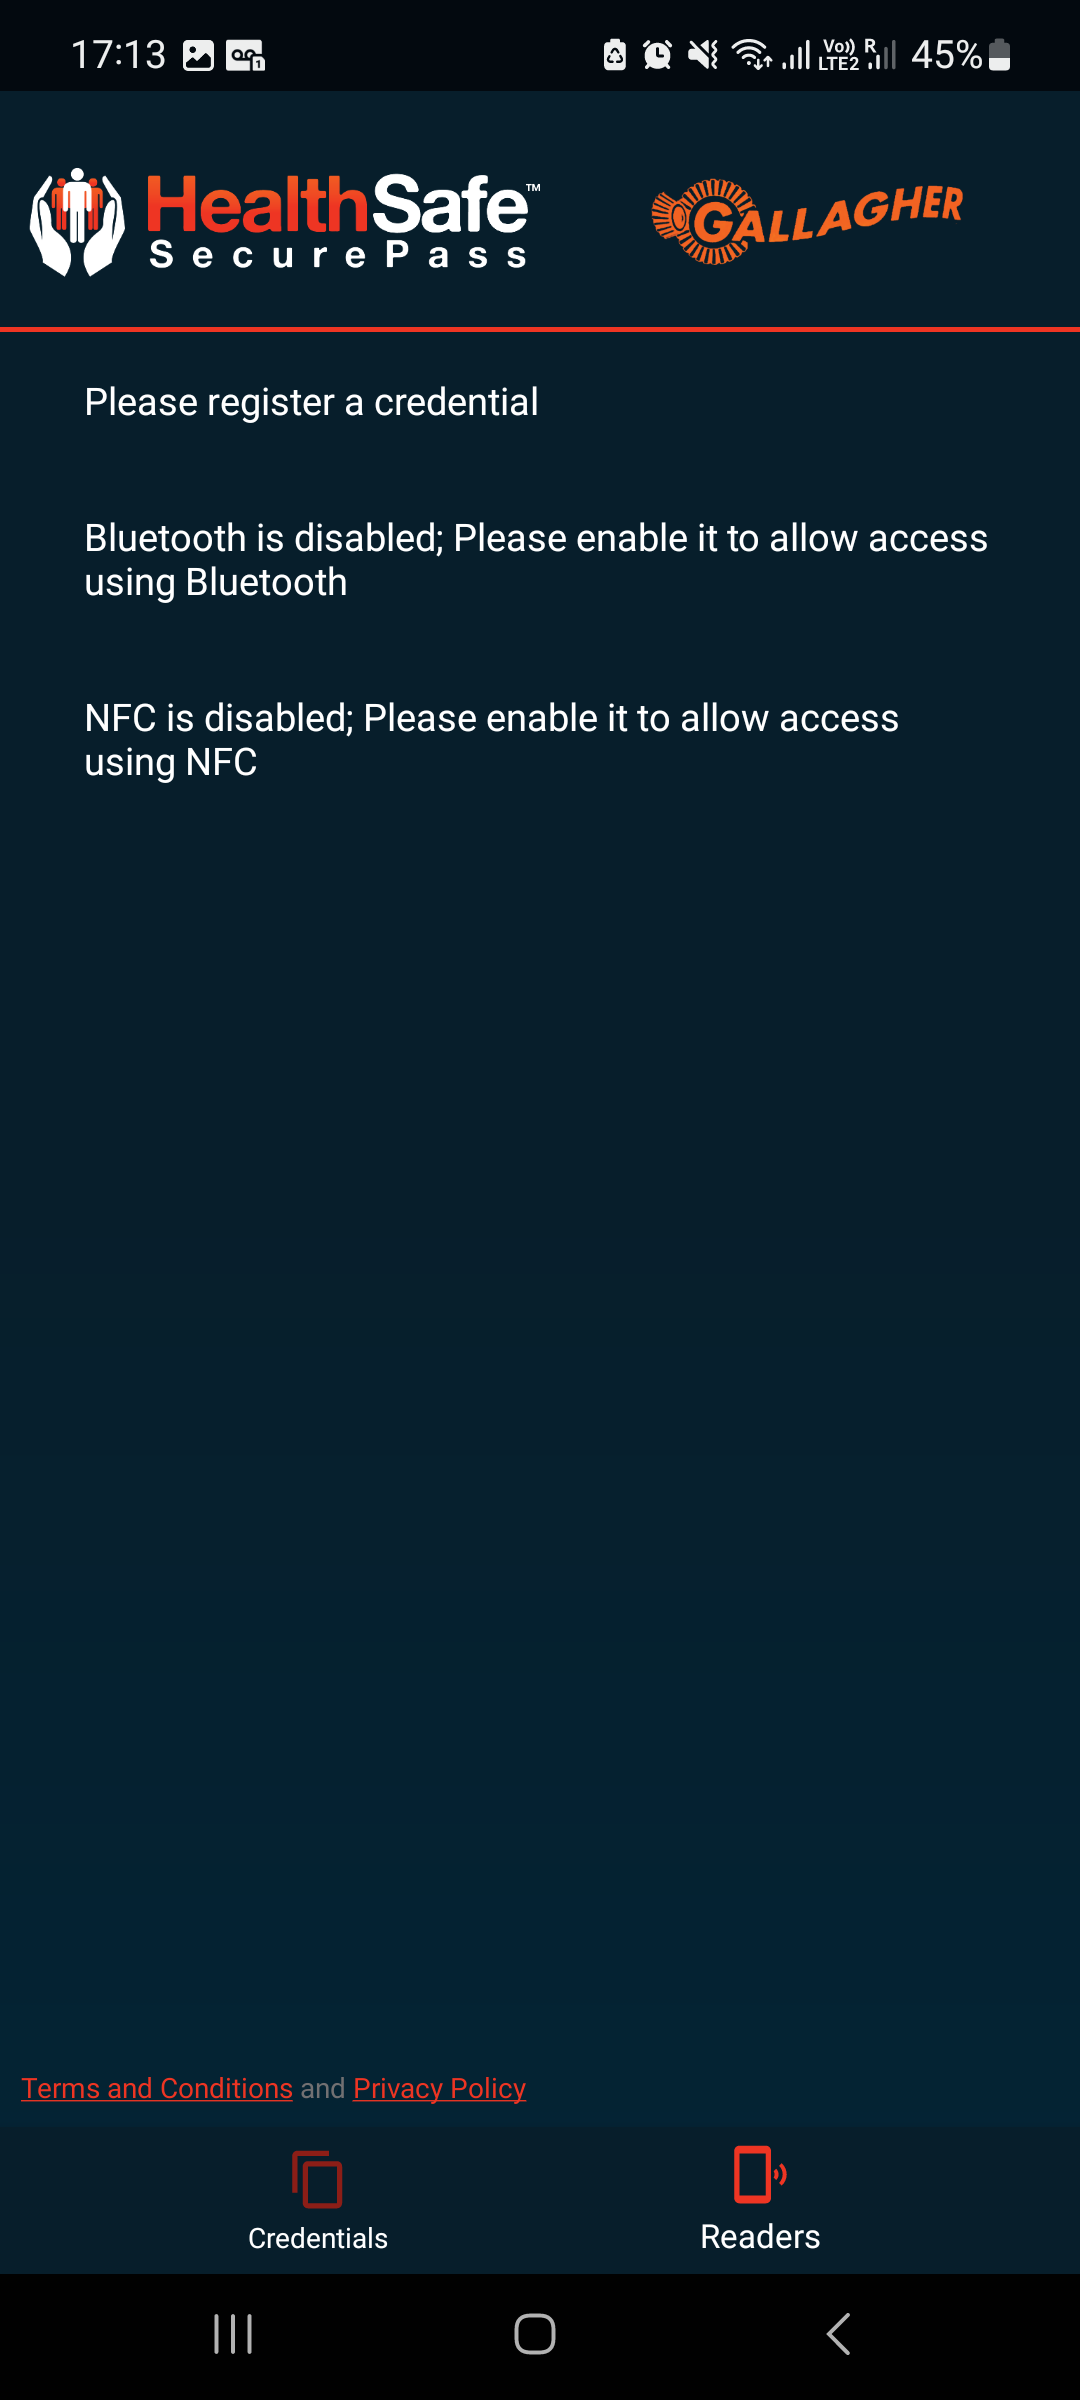 17:13
Vo)) R
LTE2
45%
HealthSafe™
SecurePass
GALLAGHER
Please register a credential
Bluetooth is disabled; Please enable it to allow access
using Bluetooth
NFC is disabled; Please enable it to allow access
using NFC
Terms and Conditions and Privacy Policy
Credentials
Readers